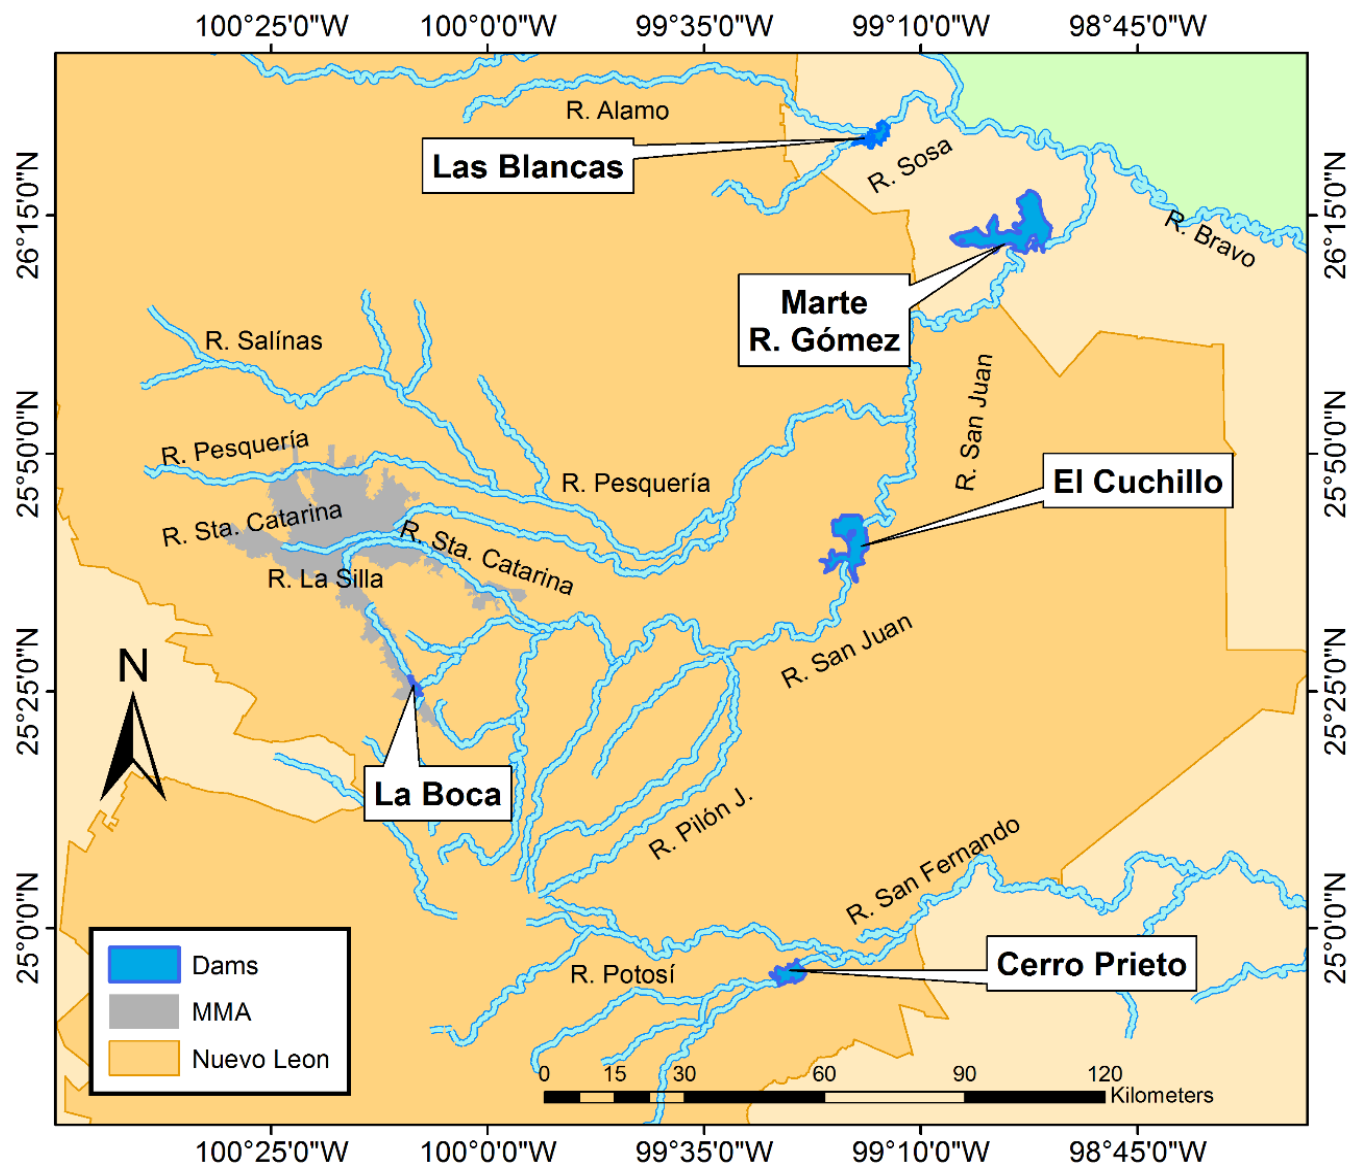 100°25'0"W 100°0'0"W 99°35'0"W 99°10'0"W 98°45'0"W
R. Alamo
Las Blancas
R. Sosa
26°15'0"N
26°15'0"N
R. Bravo
Marte
R. Gómez
R. Salínas
R. San Juan
25°50'0"N
25°50'0"N
R. Pesquería
R. Pesquería
El Cuchillo
R. Sta. Catarina
R. Sta. Catarina
R. La Silla
R. San Juan
N
25°25'0"N
25°25'0"N
La Boca
R. Pilón J.
R. San Fernando
25°0'0"N
25°0'0"N
Cerro Prieto
R. Potosí
Dams
MMA
Nuevo Leon
0 15 30 60 90 120
Kilometers
100°25'0"W 100°0'0"W 99°35'0"W 99°10'0"W 98°45'0"W